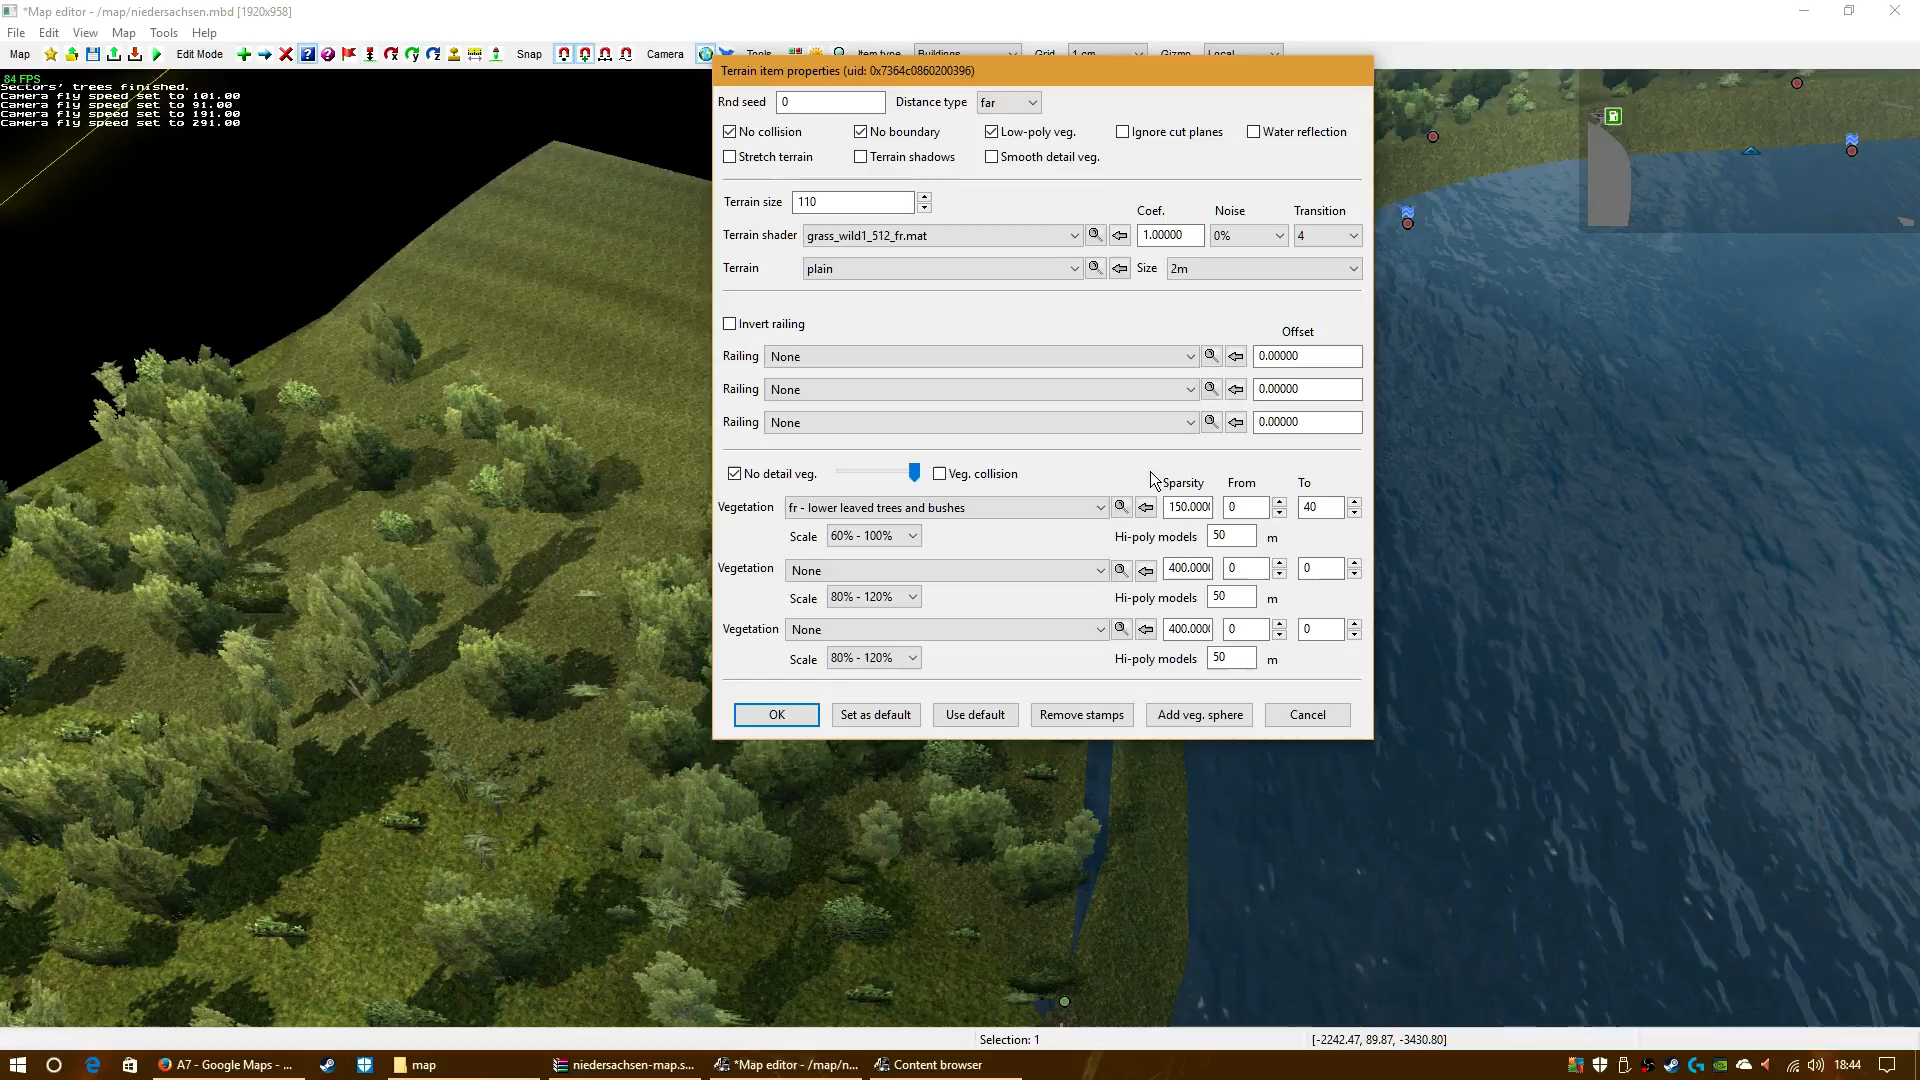 *Map editor - /map/niedersachsen.mbd [1920x958]
File Edit View Map Tools Help
Map Edit Mode Snap Camera Tools Item type Buildings Grid 1 cm Gizmo Local
84 FPS
Sectors' trees finished.
Camera fly speed set to 101.00
Camera fly speed set to 91.00
Camera fly speed set to 191.00
Camera fly speed set to 291.00
Terrain item properties (uid: 0x7364c0860200396)
Rnd seed 0 Distance type far
No collision No boundary Low-poly veg. Ignore cut planes Water reflection
Stretch terrain Terrain shadows Smooth detail veg.
Terrain size 110
Coef. Noise Transition
Terrain shader grass_wild1_512_fr.mat 1.00000 0% 4
Terrain plain Size 2m
Invert railing
Offset
Railing None 0.00000
Railing None 0.00000
Railing None 0.00000
No detail veg. Veg. collision
Sparsity From To
Vegetation fr - lower leaved trees and bushes 150.0000 0 40
Scale 60% - 100% Hi-poly models 50 m
Vegetation None 400.0000 0 0
Scale 80% - 120% Hi-poly models 50 m
Vegetation None 400.0000 0 0
Scale 80% - 120% Hi-poly models 50 m
OK Set as default Use default Remove stamps Add veg. sphere Cancel
Selection: 1 [-2242.47, 89.87, -3430.80]
A7 - Google Maps - ... map niedersachsen-map.s... *Map editor - /map/n... Content browser 18:44